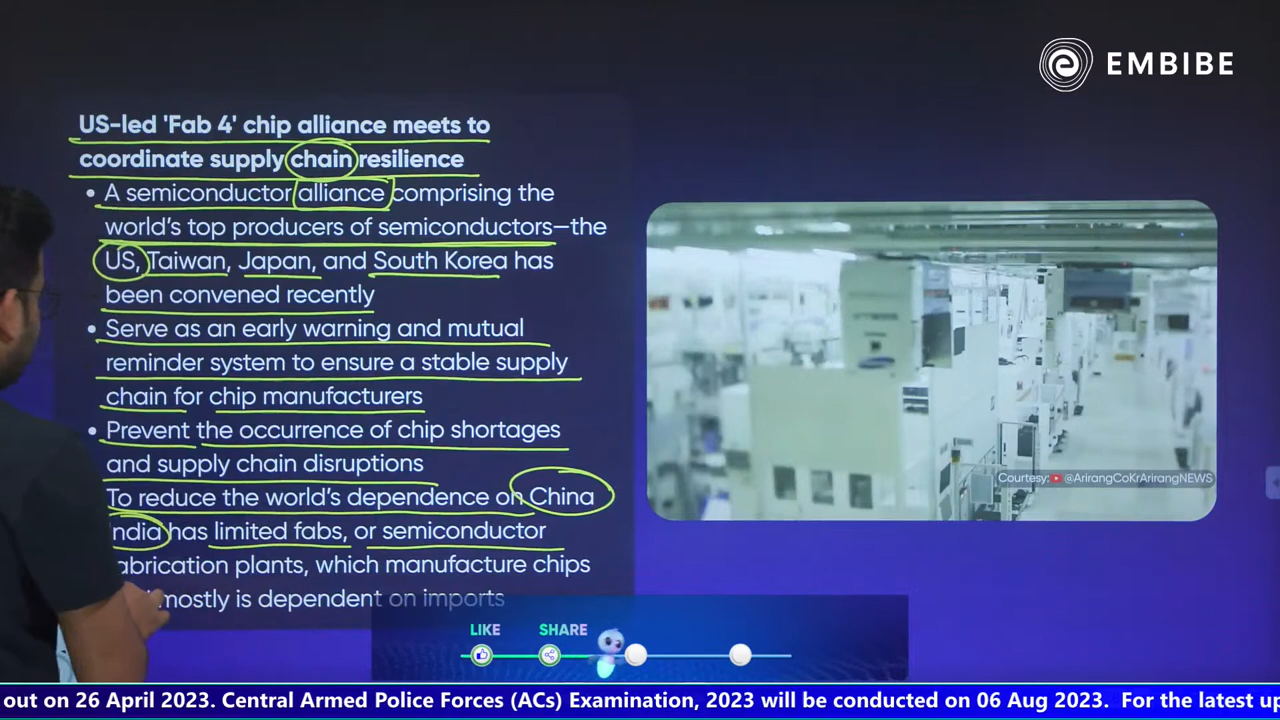 EMBIBE
US-led 'Fab 4' chip alliance meets to
coordinate supply chain resilience
• A semiconductor alliance comprising the
world's top producers of semiconductors—the
US, Taiwan, Japan, and South Korea has
been convened recently
• Serve as an early warning and mutual
reminder system to ensure a stable supply
chain for chip manufacturers
• Prevent the occurrence of chip shortages
and supply chain disruptions
To reduce the world's dependence on China
ndia has limited fabs, or semiconductor
abrication plants, which manufacture chips
mostly is dependent on imports
Courtesy: @ArirangCoKrArirangNEWS
LIKE SHARE
out on 26 April 2023. Central Armed Police Forces (ACs) Examination, 2023 will be conducted on 06 Aug 2023. For the latest up